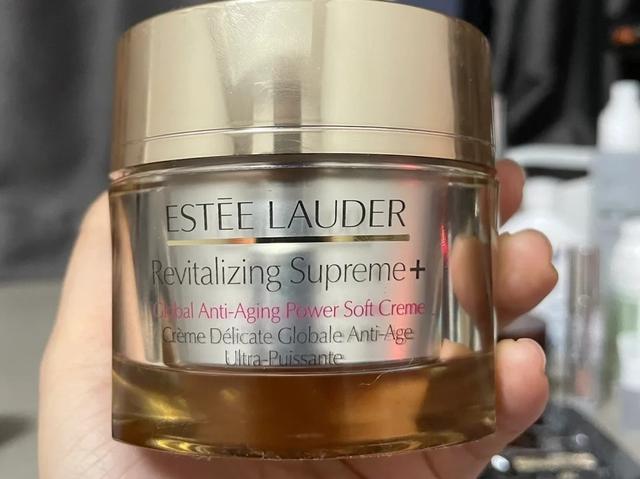 ESTĒE LAUDER
Revitalizing Supreme+
Global Anti-Aging Power Soft Creme
Crème Délicate Globale Anti-Age
Ultra-Puissante